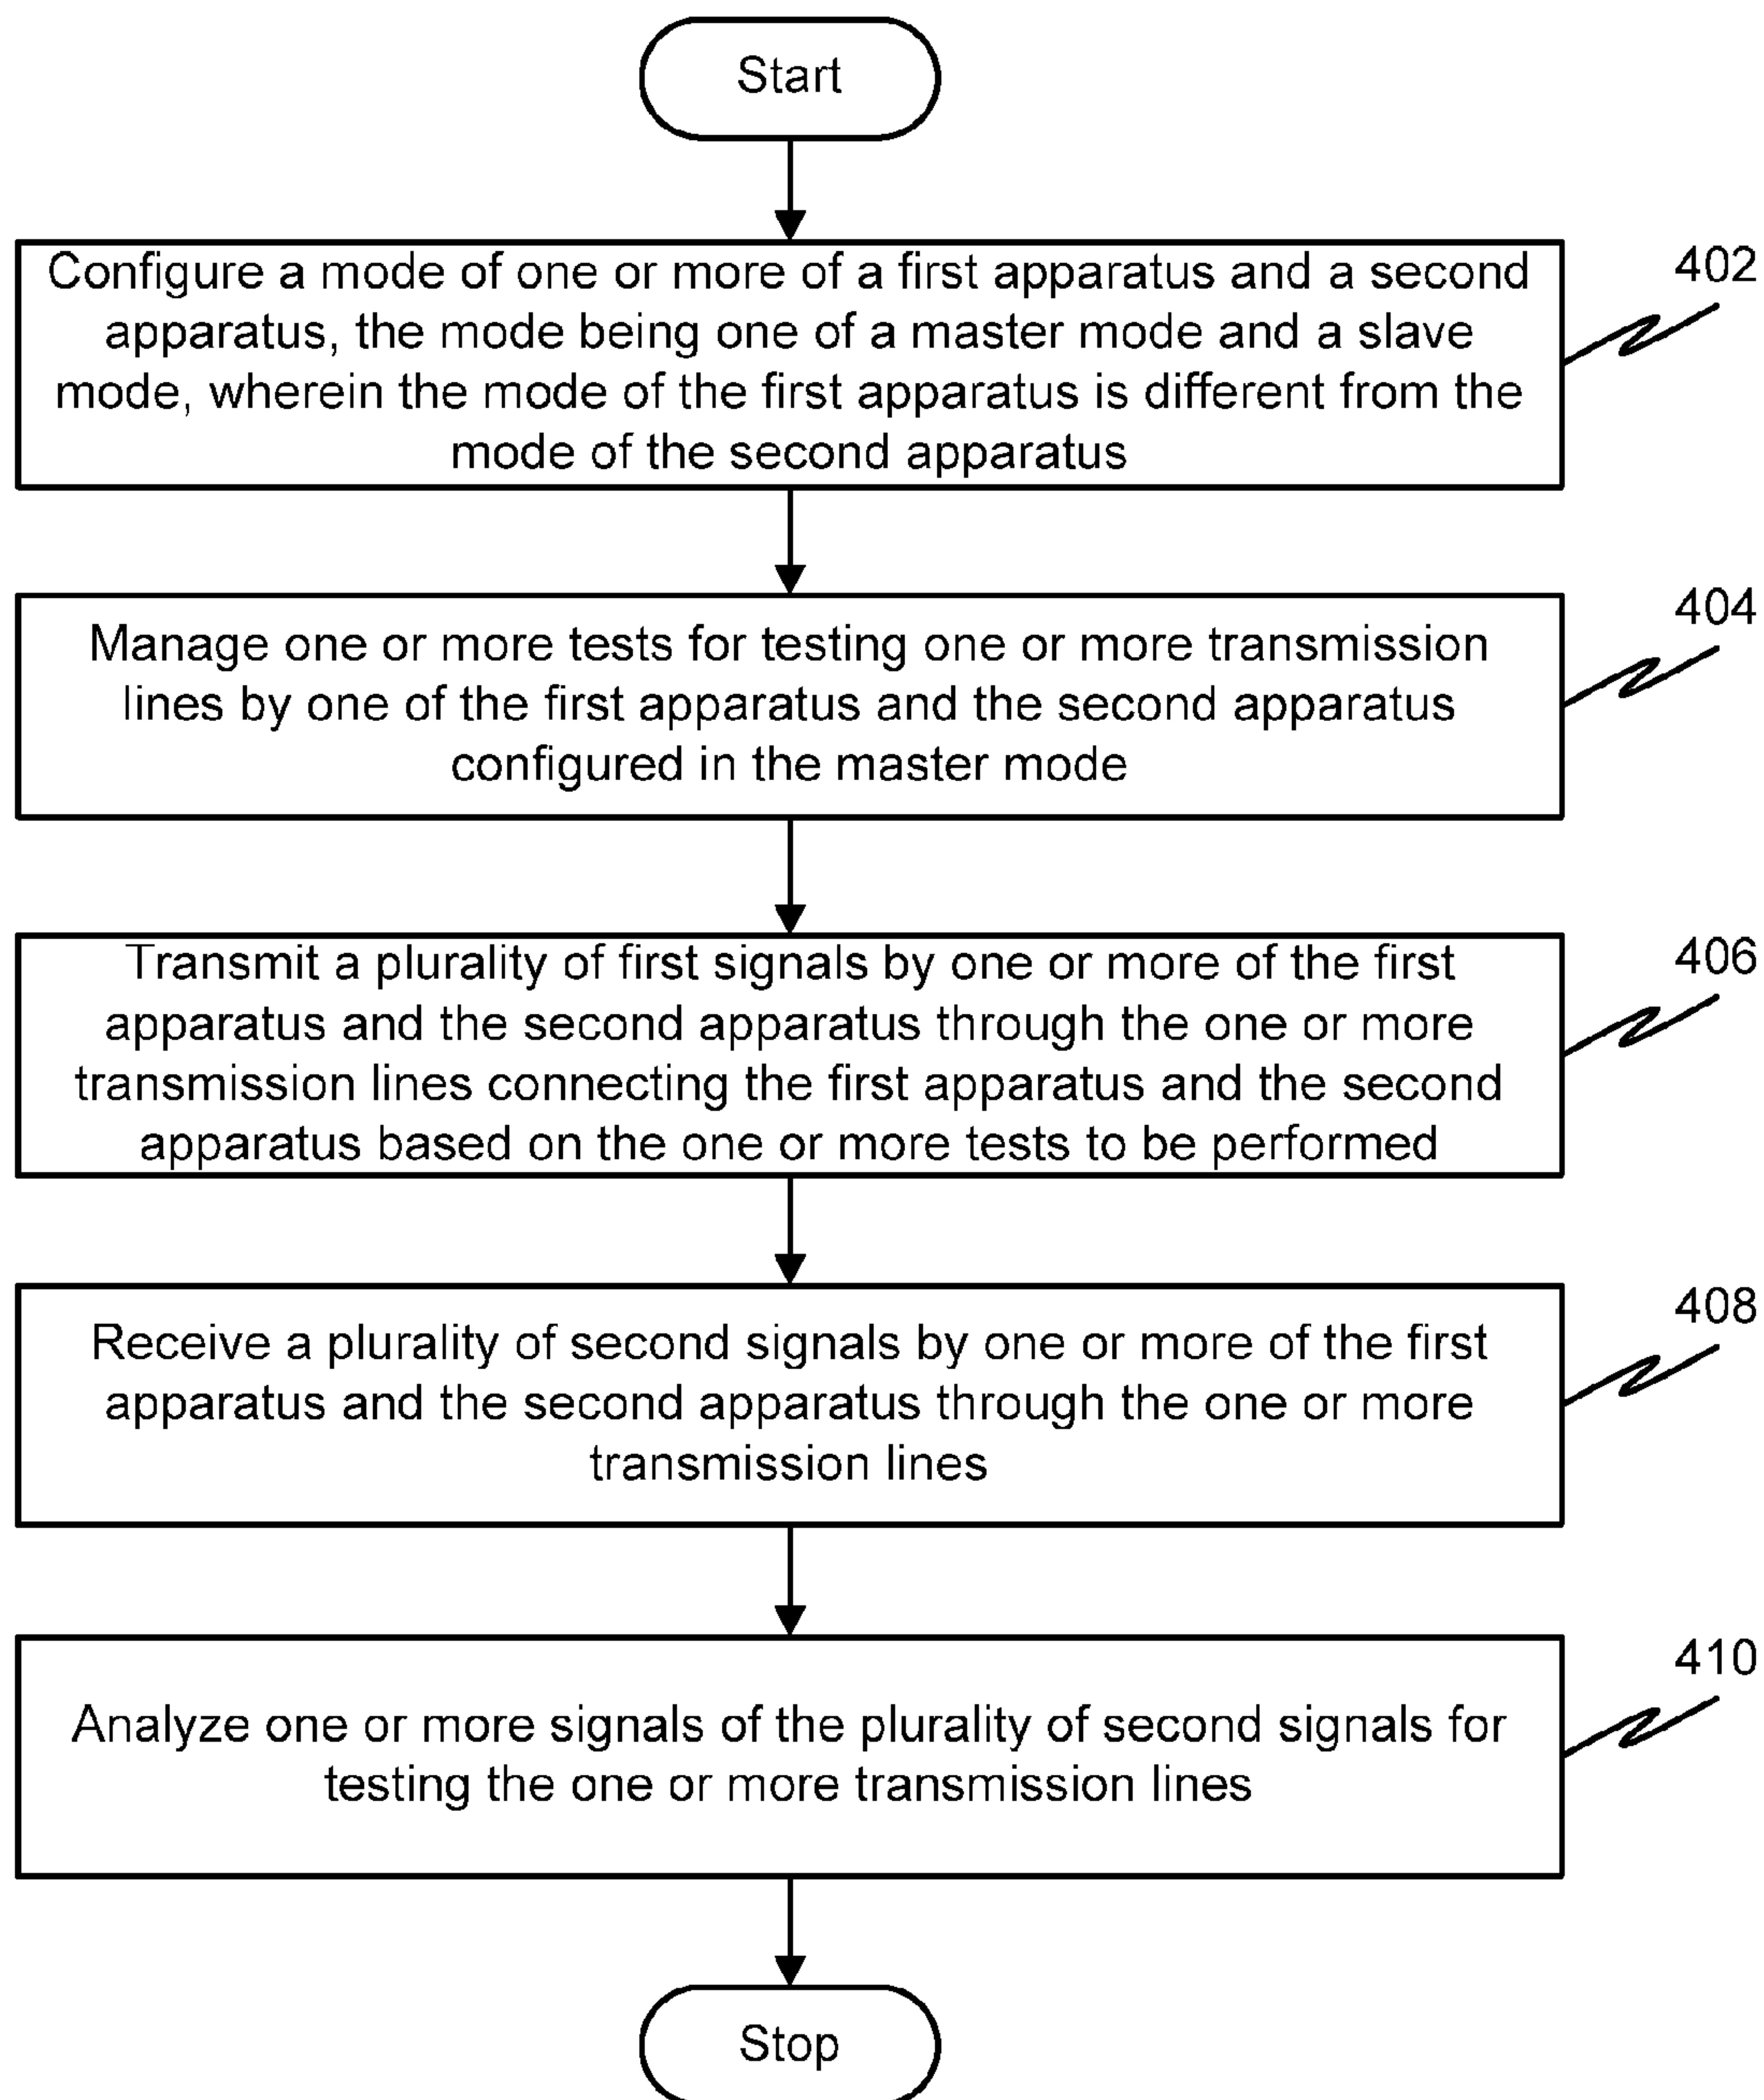 Start
Configure a mode of one or more of a first apparatus and a second
apparatus, the mode being one of a master mode and a slave
mode, wherein the mode of the first apparatus is different from the
mode of the second apparatus
402
Manage one or more tests for testing one or more transmission
lines by one of the first apparatus and the second apparatus
configured in the master mode
404
Transmit a plurality of first signals by one or more of the first
apparatus and the second apparatus through the one or more
transmission lines connecting the first apparatus and the second
apparatus based on the one or more tests to be performed
406
Receive a plurality of second signals by one or more of the first
apparatus and the second apparatus through the one or more
transmission lines
408
Analyze one or more signals of the plurality of second signals for
testing the one or more transmission lines
410
Stop